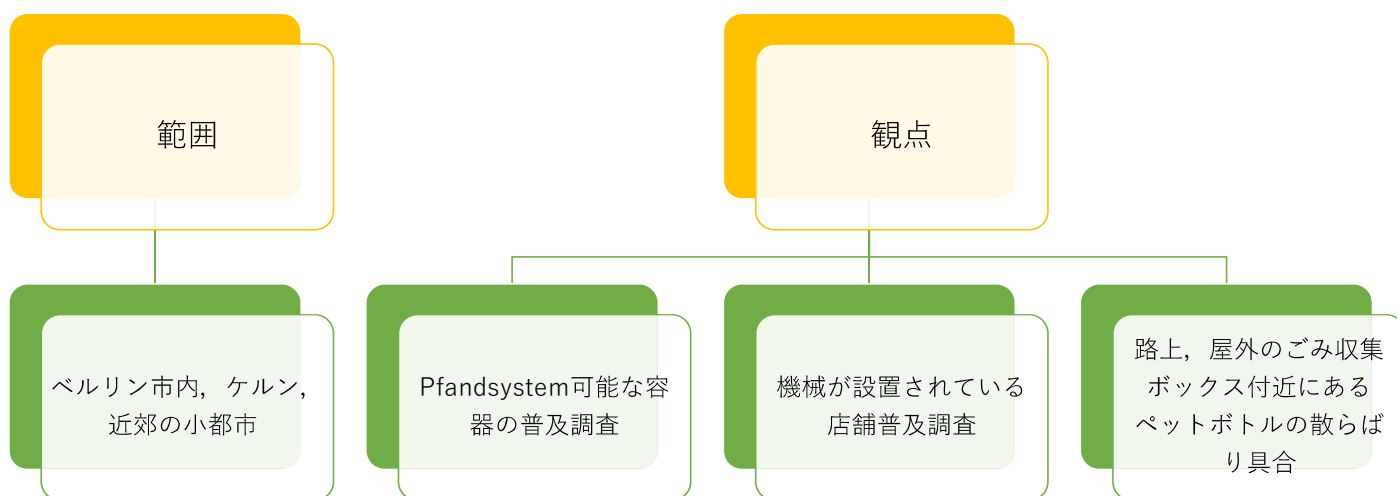 範囲
観点
ベルリン市内，ケルン，
近郊の小都市
Pfandsystem可能な容
器の普及調査
機械が設置されている
店舗普及調査
路上，屋外のごみ収集
ボックス付近にある
ペットボトルの散らば
り具合